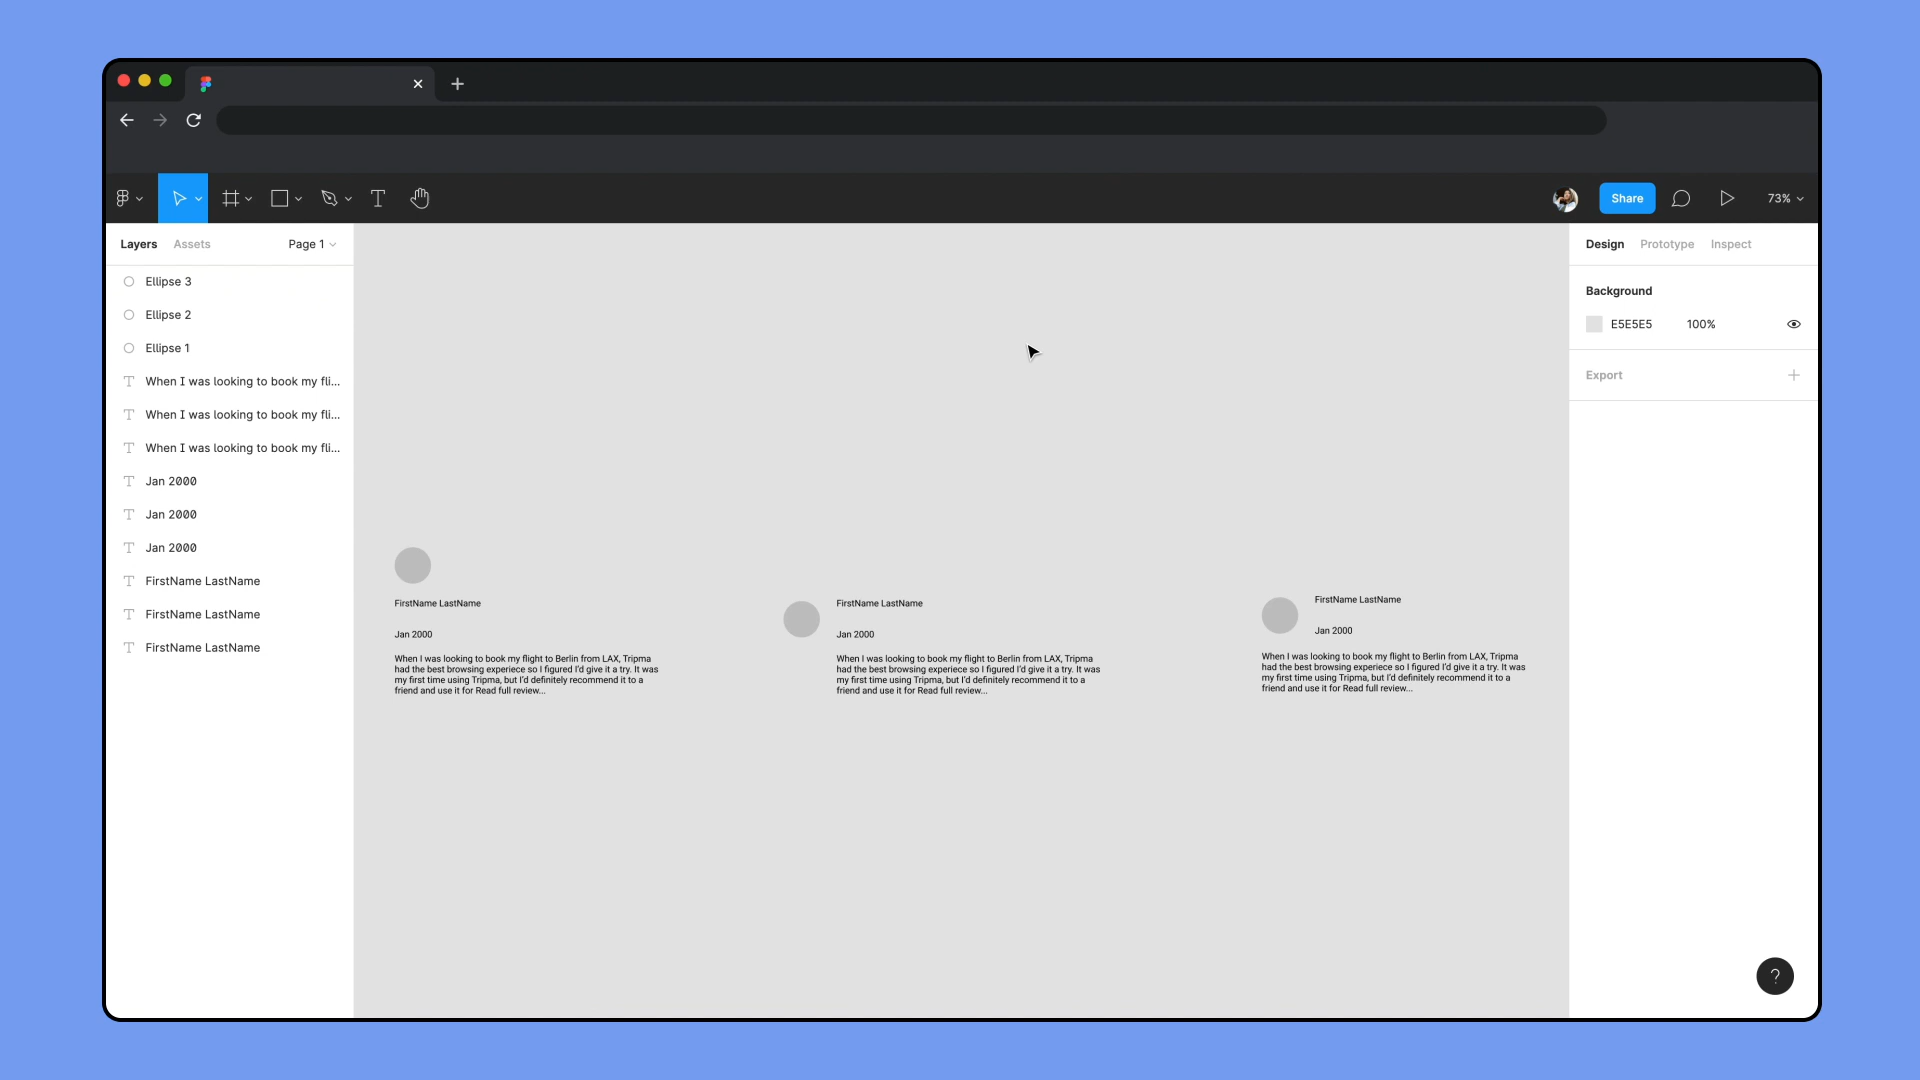 Share
73%
Layers
Assets
Page 1
Ellipse 3
Ellipse 2
Ellipse 1
When I was looking to book my fli...
When I was looking to book my fli...
When I was looking to book my fli...
Jan 2000
Jan 2000
Jan 2000
FirstName LastName
FirstName LastName
FirstName LastName
FirstName LastName
Jan 2000
When I was looking to book my flight to Berlin from LAX, Tripma
had the best browsing experiece so I figured I'd give it a try. It was
my first time using Tripma, but I'd definitely recommend it to a
friend and use it for Read full review...
FirstName LastName
Jan 2000
When I was looking to book my flight to Berlin from LAX, Tripma
had the best browsing experiece so I figured I'd give it a try. It was
my first time using Tripma, but I'd definitely recommend it to a
friend and use it for Read full review...
FirstName LastName
Jan 2000
When I was looking to book my flight to Berlin from LAX, Tripma
had the best browsing experiece so I figured I'd give it a try. It was
my first time using Tripma, but I'd definitely recommend it to a
friend and use it for Read full review...
Design
Prototype
Inspect
Background
E5E5E5
100%
Export
?